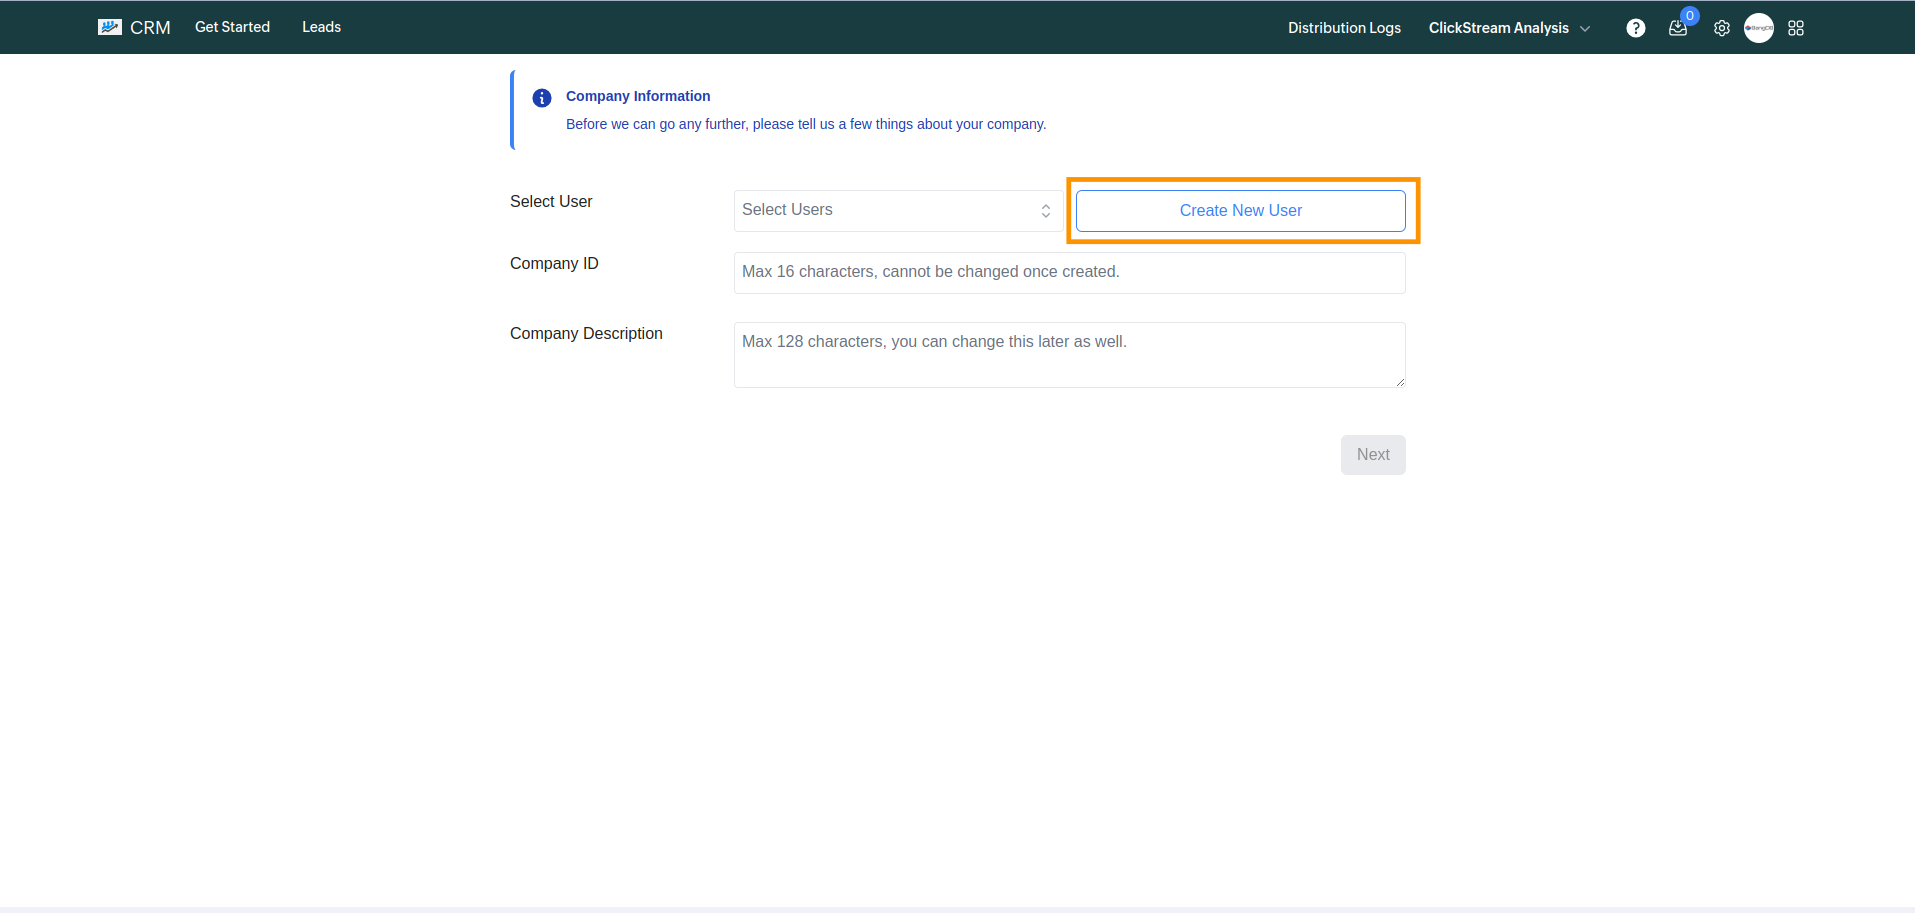 CRM Get Started Leads Distribution Logs ClickStream Analysis ? 0 BangDB
Company Information
Before we can go any further, please tell us a few things about your company.
Select User Select Users Create New User
Company ID Max 16 characters, cannot be changed once created.
Company Description Max 128 characters, you can change this later as well.
Next